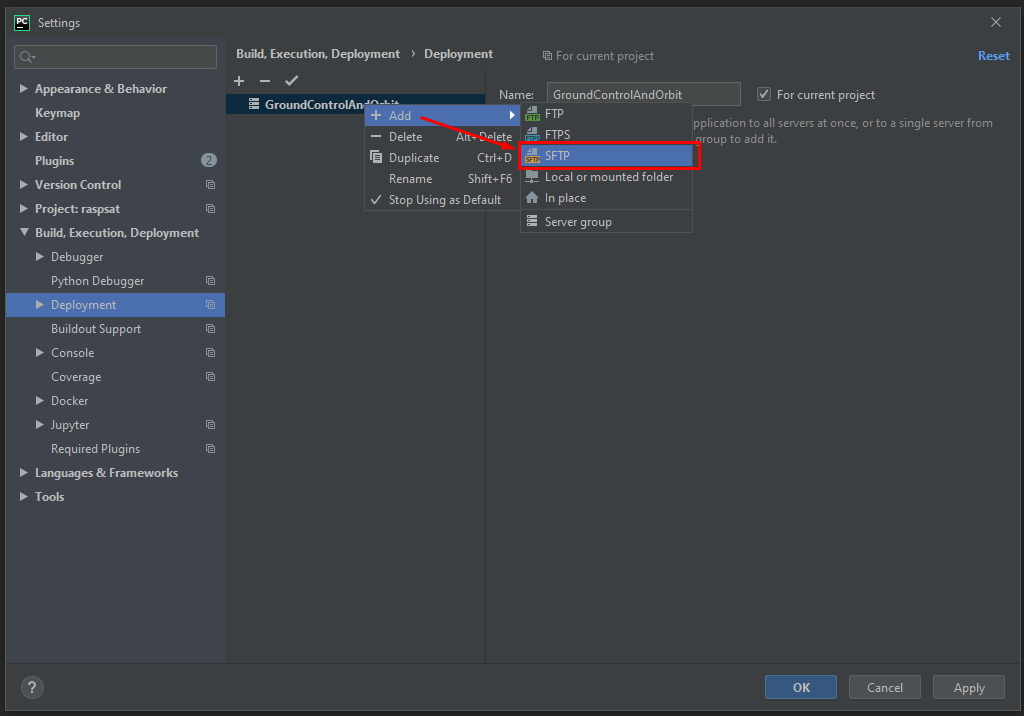 PC Settings
Build, Execution, Deployment › Deployment
For current project
Reset
Appearance & Behavior
Keymap
Editor
Plugins 2
Version Control
Project: raspsat
Build, Execution, Deployment
Debugger
Python Debugger
Deployment
Buildout Support
Console
Coverage
Docker
Jupyter
Required Plugins
Languages & Frameworks
Tools
GroundControlAndOrbit
Add
Delete Alt+Delete
Duplicate Ctrl+D
Rename Shift+F6
Stop Using as Default
FTP FTP
FTPS FTPS
SFTP SFTP
Local or mounted folder
In place
Server group
Name: GroundControlAndOrbit
For current project
pplication to all servers at once, or to a single server from
group to add it.
?
OK
Cancel
Apply